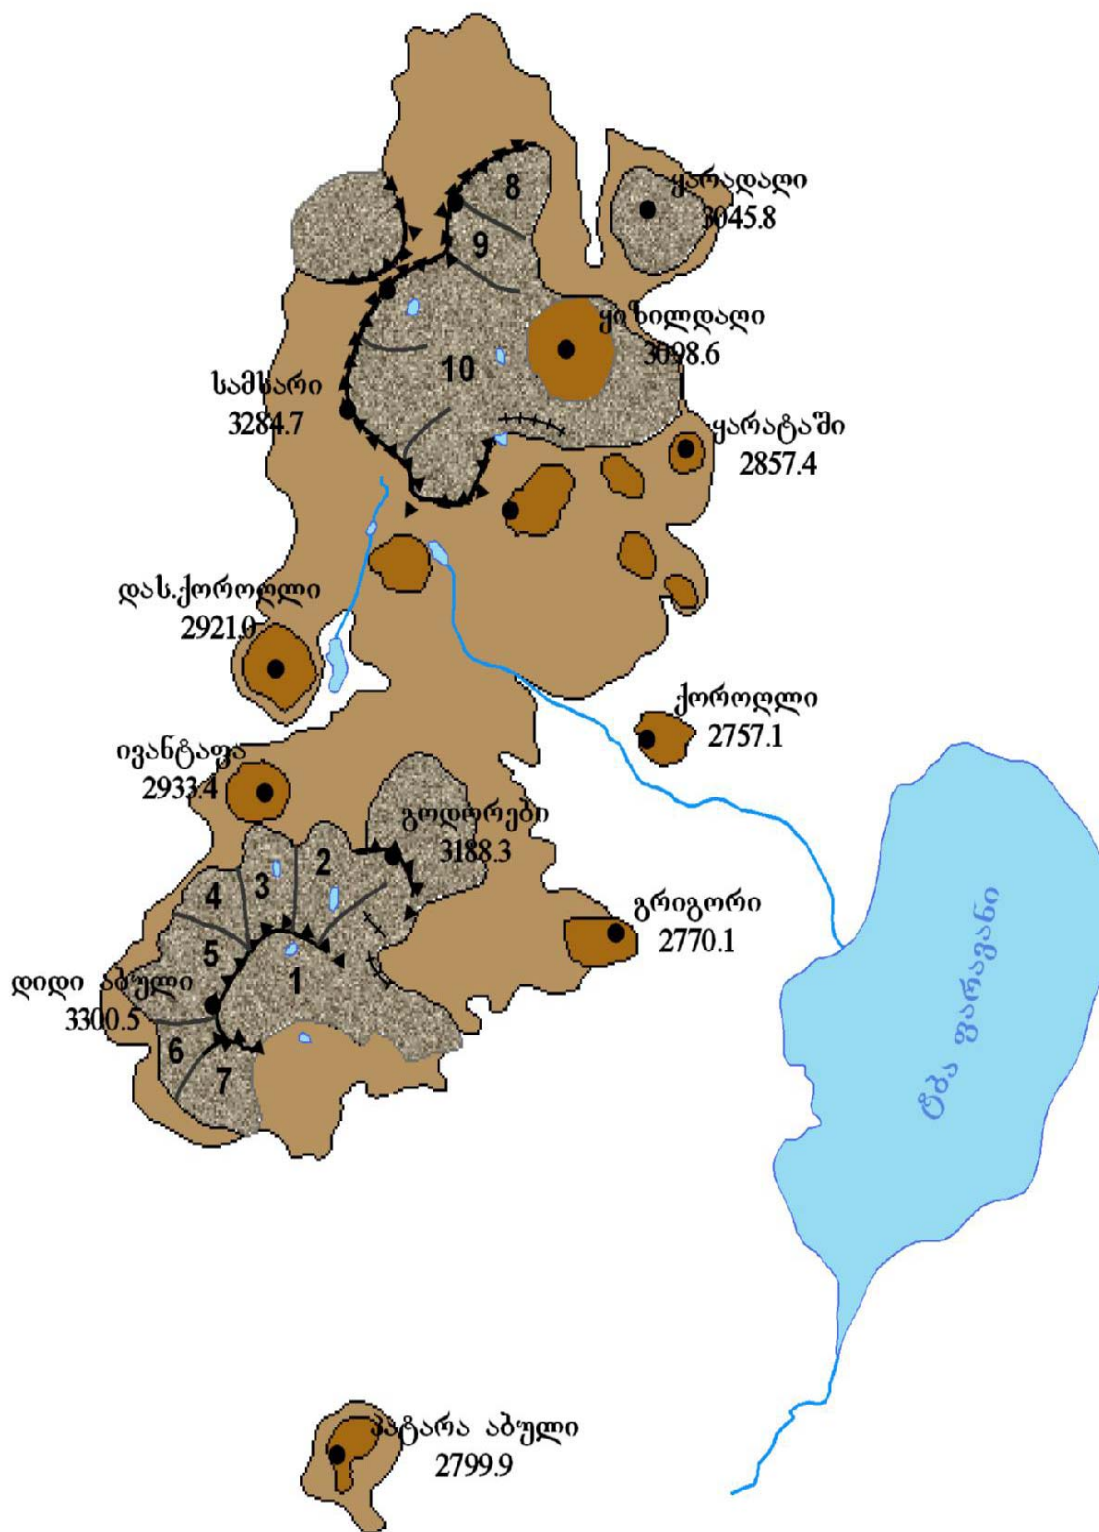 8
ყარადაღი
3045.8
9
ყიზილდაღი
3098.6
10
სამსარი
3284.7
ყარატაში
2857.4
დას.ქოროღლი
2921.0
ქოროღლი
2757.1
ივანტაფა
2933.4
გოდორები
3188.3
2
3
4
გრიგორი
2770.1
5
1
დიდი აბული
3300.5
6
7
ტბა ფარავანი
პატარა აბული
2799.9